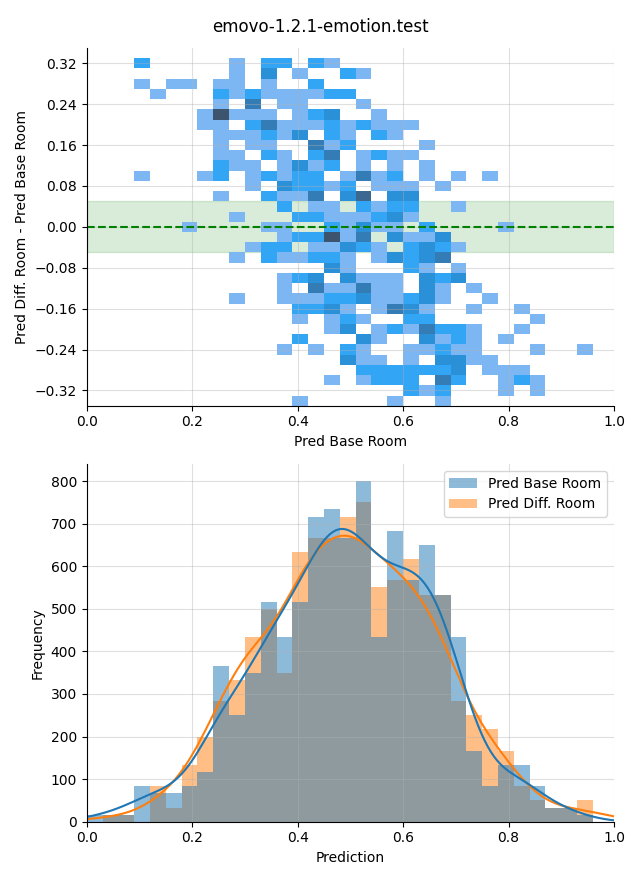 emovo-1.2.1-emotion.test
Pred Diff. Room - Pred Base Room
0.32
0.24
0.16
0.08
0.00
−0.08
−0.16
−0.24
−0.32
0.0 0.2 0.4 0.6 0.8 1.0
Pred Base Room
Frequency
800
700
600
500
400
300
200
100
0
Pred Base Room
Pred Diff. Room
0.0 0.2 0.4 0.6 0.8 1.0
Prediction